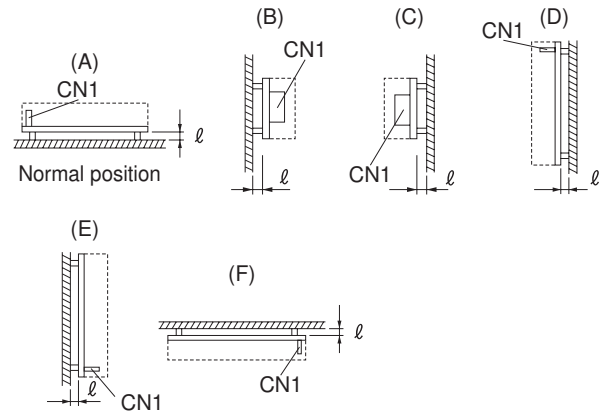 (A)
CN1
ℓ
Normal position
(B)
CN1
ℓ
(C)
CN1
ℓ
(D)
CN1
ℓ
(E)
ℓ
CN1
(F)
ℓ
CN1